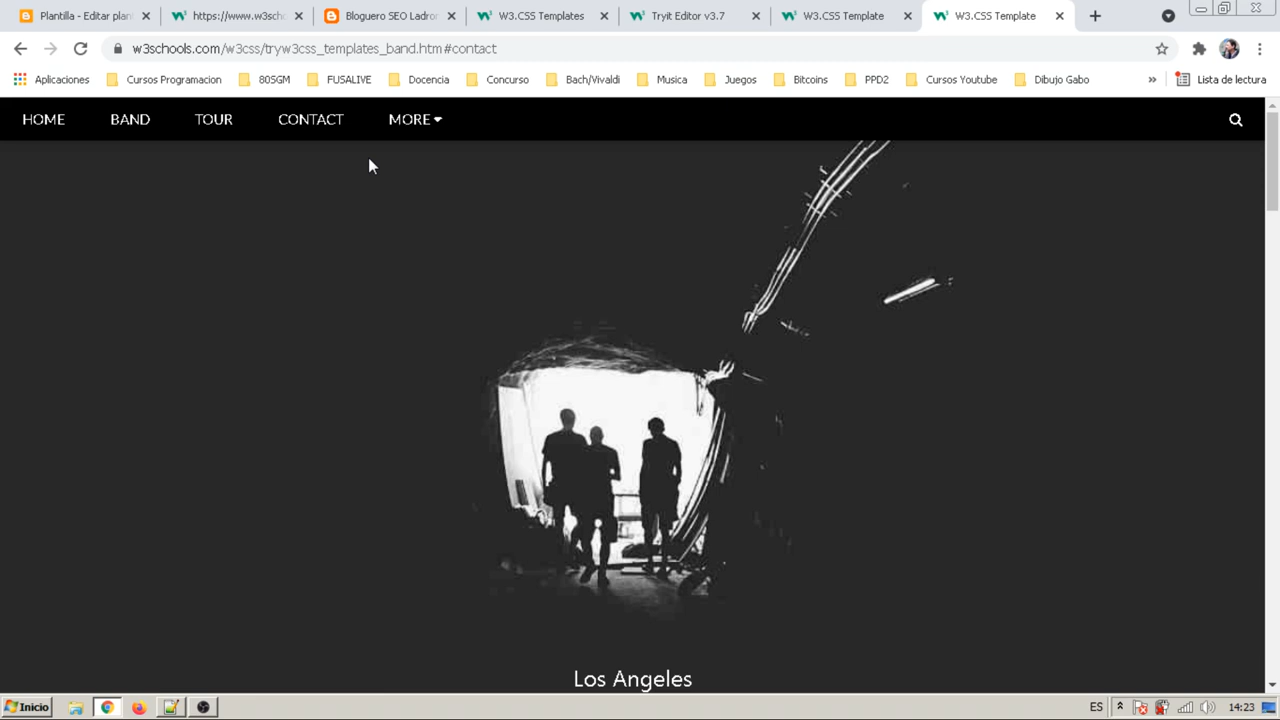 Plantilla - Editar plan
https://www.w3scho
Bloguero SEO Ladron
W3.CSS Templates
Tryit Editor v3.7
W3.CSS Template
W3.CSS Template
w3schools.com/w3css/tryw3css_templates_band.htm#contact
Aplicaciones
Cursos Programacion
80SGM
FUSALIVE
Docencia
Concurso
Bach/Vivaldi
Musica
Juegos
Bitcoins
PPD2
Cursos Youtube
Dibujo Gabo
Lista de lectura
HOME
BAND
TOUR
CONTACT
MORE
Los Angeles
Inicio
ES
14:23